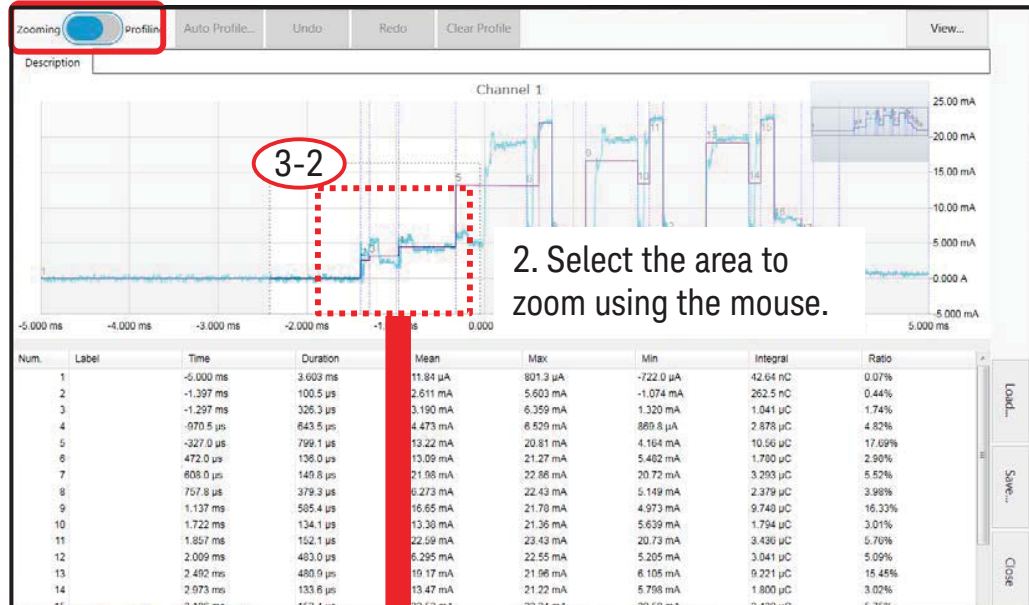 Zooming Profiling Auto Profile... Undo Redo Clear Profile View...
Description
Channel 1
25.00 mA
20.00 mA
15.00 mA
10.00 mA
5.000 mA
0.000 A
-5.000 mA
3-2
2. Select the area to
zoom using the mouse.
-5.000 ms -4.000 ms -3.000 ms -2.000 ms 0.000 5.000 ms
Num. Label Time Duration Mean Max Min Integral Ratio
1 -5.000 ms 3.603 ms 11.84 µA 801.3 µA -722.0 µA 42.64 nC 0.07%
2 -1.397 ms 100.5 µs 2.611 mA 5.603 mA -1.074 mA 262.5 nC 0.44%
3 -1.297 ms 326.3 µs 3.190 mA 6.359 mA 1.320 mA 1.041 µC 1.74%
4 -970.5 µs 643.5 µs 4.473 mA 6.529 mA 869.8 µA 2.878 µC 4.82%
5 -327.0 µs 799.1 µs 13.22 mA 20.81 mA 4.164 mA 10.56 µC 17.69%
6 472.0 µs 136.0 µs 13.09 mA 21.27 mA 5.482 mA 1.780 µC 2.98%
7 608.0 µs 149.8 µs 21.98 mA 22.86 mA 20.72 mA 3.293 µC 5.52%
8 757.8 µs 379.3 µs 6.273 mA 22.43 mA 5.149 mA 2.379 µC 3.98%
9 1.137 ms 585.4 µs 16.65 mA 21.78 mA 4.973 mA 9.748 µC 16.33%
10 1.722 ms 134.1 µs 13.38 mA 21.36 mA 5.639 mA 1.794 µC 3.01%
11 1.857 ms 152.1 µs 22.59 mA 23.43 mA 20.73 mA 3.436 µC 5.76%
12 2.009 ms 483.0 µs 6.295 mA 22.55 mA 5.205 mA 3.041 µC 5.09%
13 2.492 ms 480.9 µs 19.17 mA 21.96 mA 6.105 mA 9.221 µC 15.45%
14 2.973 ms 133.6 µs 13.47 mA 21.22 mA 5.798 mA 1.800 µC 3.02%
Load...
Save...
Close